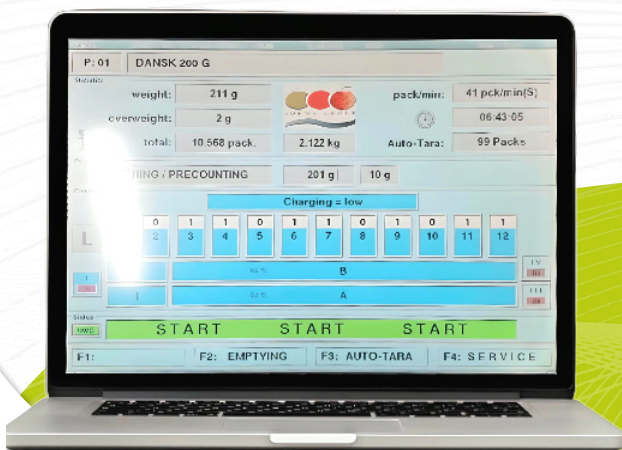 P: 01 DANSK 200 G
Statistics
weight: 211 g pack/min: 41 pck/min(S)
overweight: 2 g 06:43:05
total: 10.568 pack. 2.122 kg Auto-Tara: 99 Packs
/ PRECOUNTING 201 g 10 g
Charging = low
0 1 1 0 1 1 0 1 0 1 1
L 2 3 4 5 6 7 8 9 10 11 12
B
A
Status
START START START
F1: F2: EMPTYING F3: AUTO-TARA F4: SERVICE